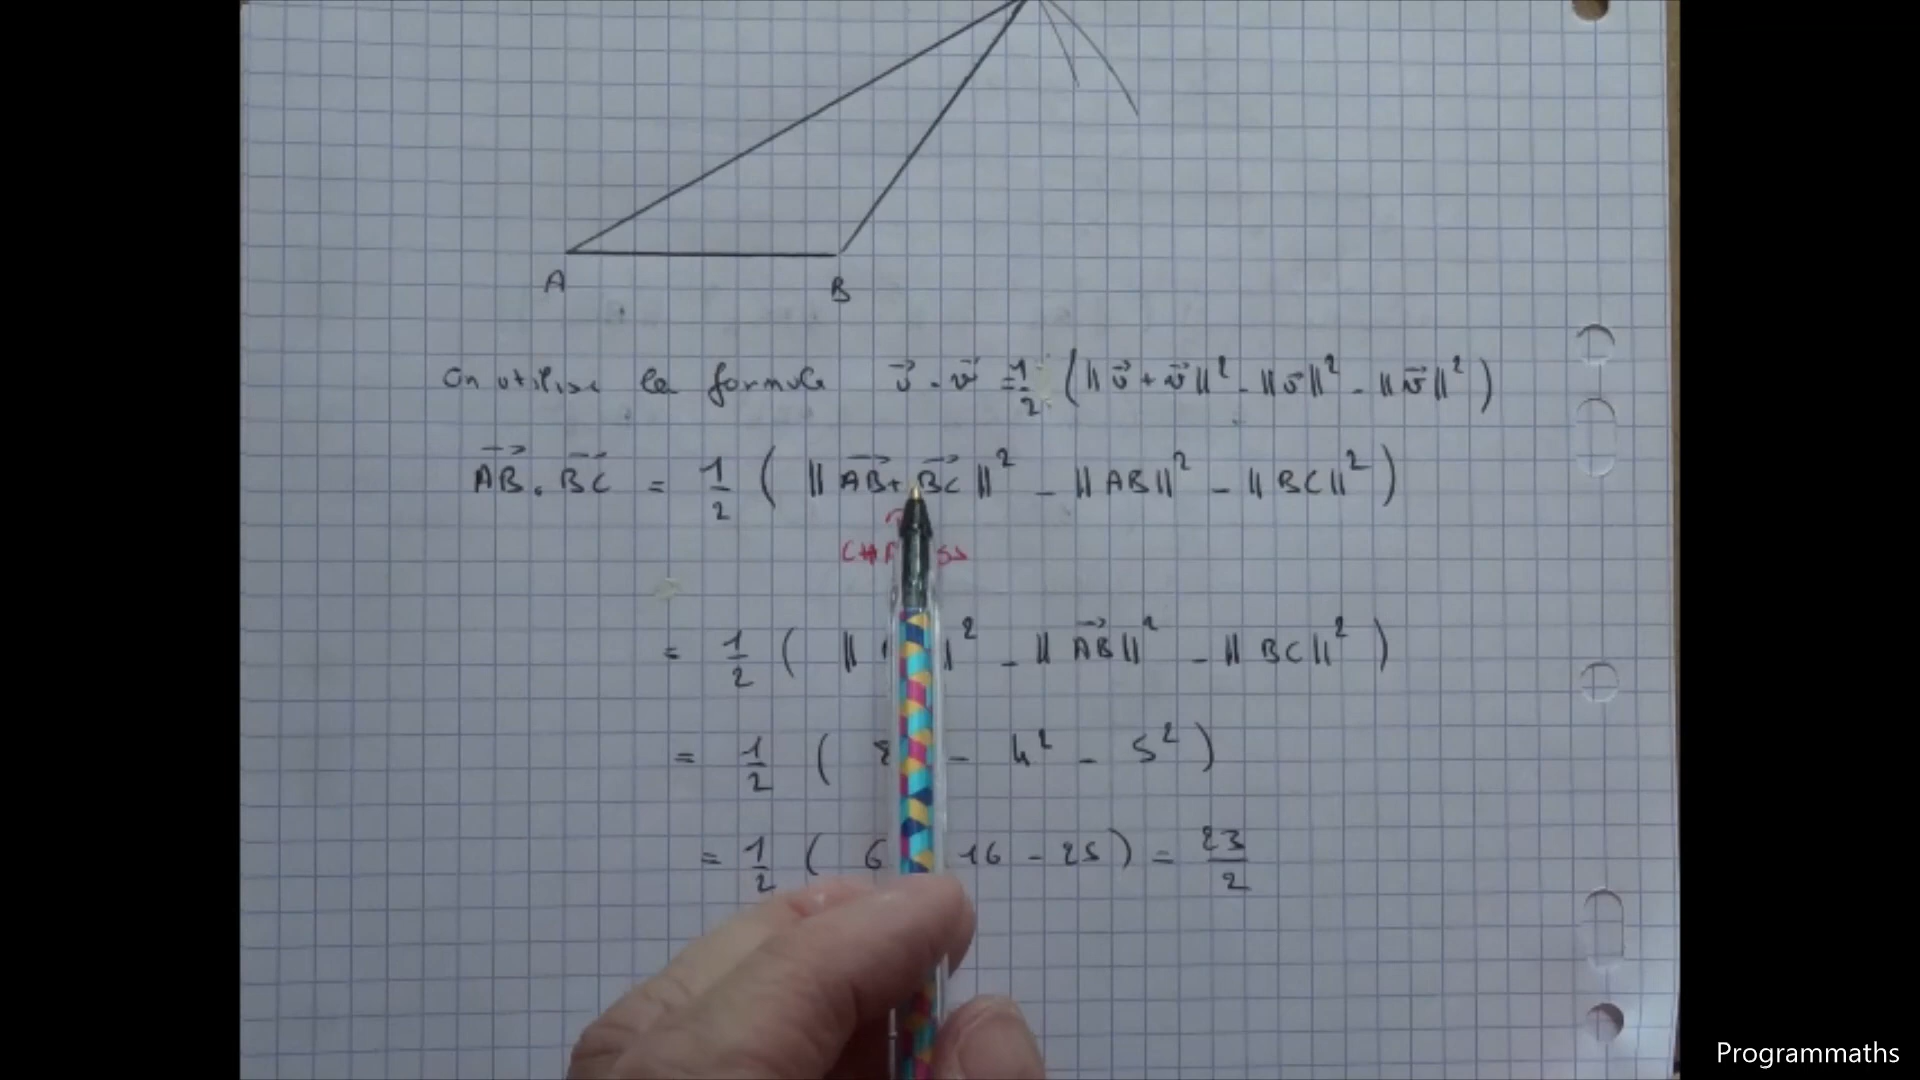 A
B
On utilise la formule u⃗ . v⃗ = 1/2 (‖u⃗ + v⃗‖² - ‖u⃗‖² - ‖v⃗‖²)
AB⃗ . BC⃗ = 1/2 (‖AB⃗ + BC⃗‖² - ‖AB‖² - ‖BC‖²)
= 1/2 (‖ ‖² - ‖AB⃗‖² - ‖BC‖²)
= 1/2 ( - 4² - 5²)
= 1/2 (6 16 - 25) = 23/2
Programmaths